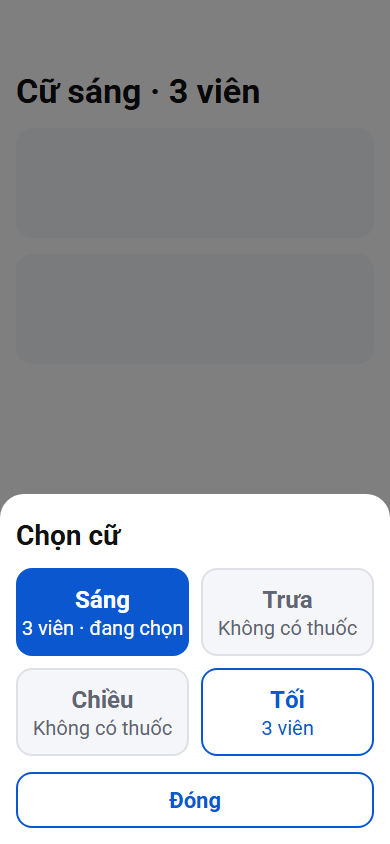 Cữ sáng · 3 viên
Chọn cữ
Sáng
3 viên · đang chọn
Trưa
Không có thuốc
Chiều
Không có thuốc
Tối
3 viên
Đóng